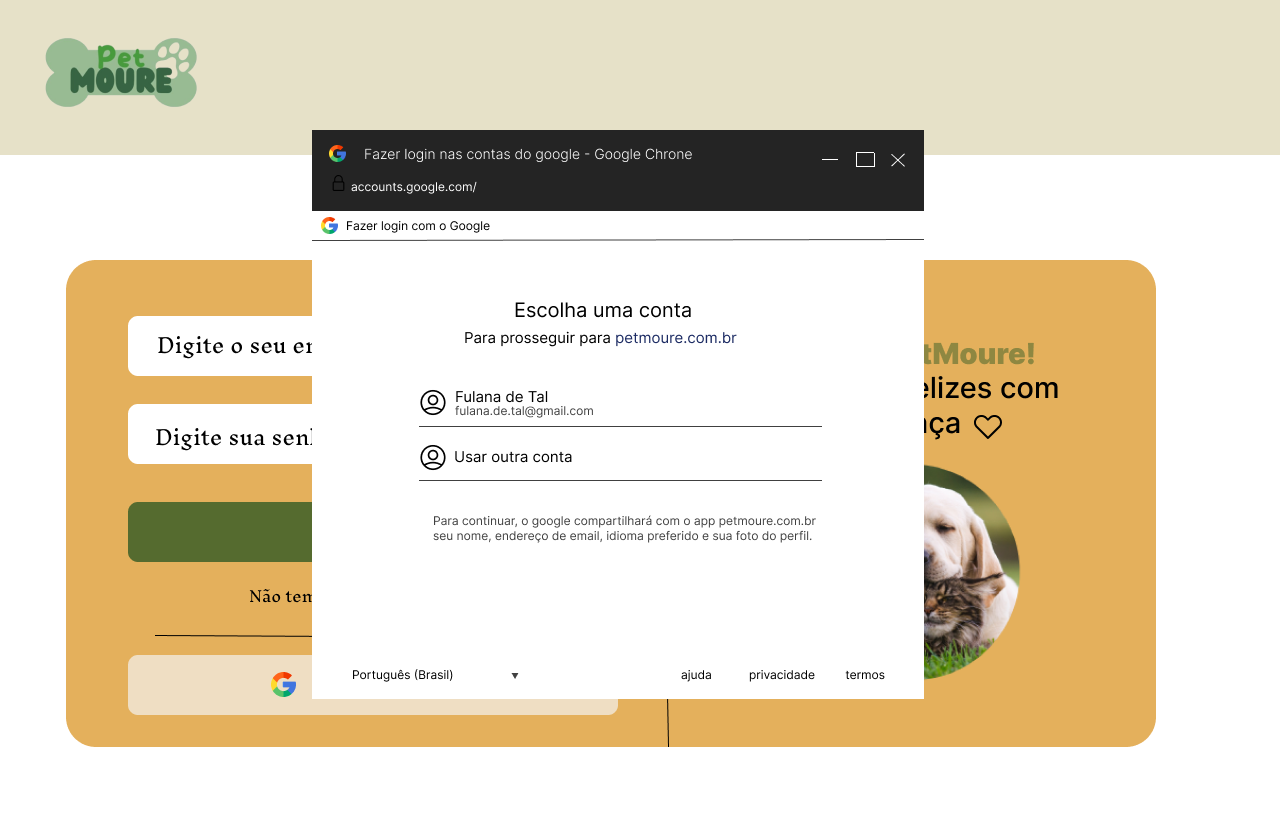 Pet
MOURE
Fazer login nas contas do google - Google Chrone
accounts.google.com/
Fazer login com o Google
Escolha uma conta
Para prosseguir para petmoure.com.br
Fulana de Tal
fulana.de.tal@gmail.com
Usar outra conta
Para continuar, o google compartilhará com o app petmoure.com.br
seu nome, endereço de email, idioma preferido e sua foto do perfil.
Português (Brasil)
ajuda privacidade termos
Digite o seu
Digite sua
Não
tMoure!
elizes com
ça